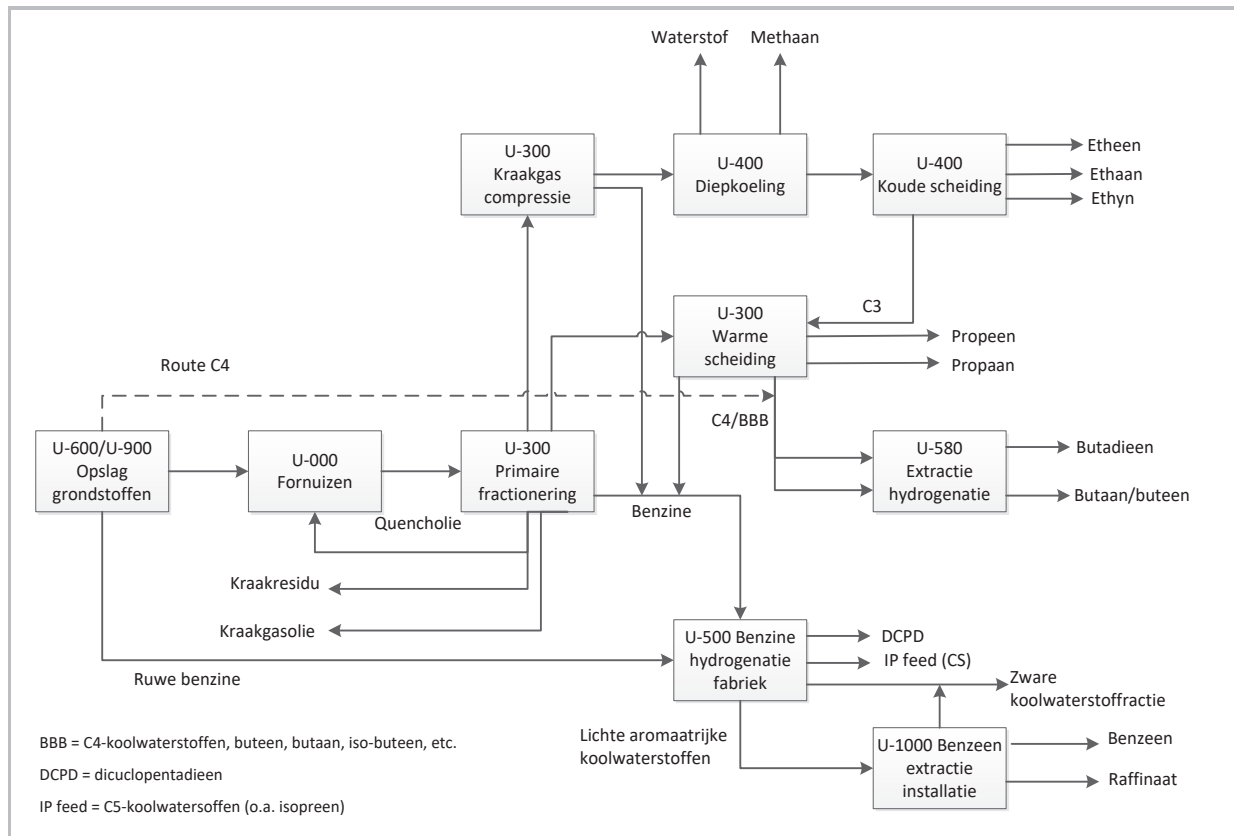 Waterstof
Methaan
U-300
Kraakgas
compressie
U-400
Diepkoeling
U-400
Koude scheiding
Etheen
Ethaan
Ethyn
C3
U-300
Warme
scheiding
Propeen
Propaan
Route C4
C4/BBB
U-600/U-900
Opslag
grondstoffen
U-000
Fornuizen
U-300
Primaire
fractionering
U-580
Extractie
hydrogenatie
Butadieen
Butaan/buteen
Quencholie
Benzine
Kraakresidu
Kraakgasolie
Ruwe benzine
U-500 Benzine
hydrogenatie
fabriek
DCPD
IP feed (CS)
Zware
koolwaterstoffractie
Lichte aromaatrijke
koolwaterstoffen
U-1000 Benzeen
extractie
installatie
Benzeen
Raffinaat
BBB = C4-koolwaterstoffen, buteen, butaan, iso-buteen, etc.
DCPD = dicuclopentadieen
IP feed = C5-koolwatersoffen (o.a. isopreen)